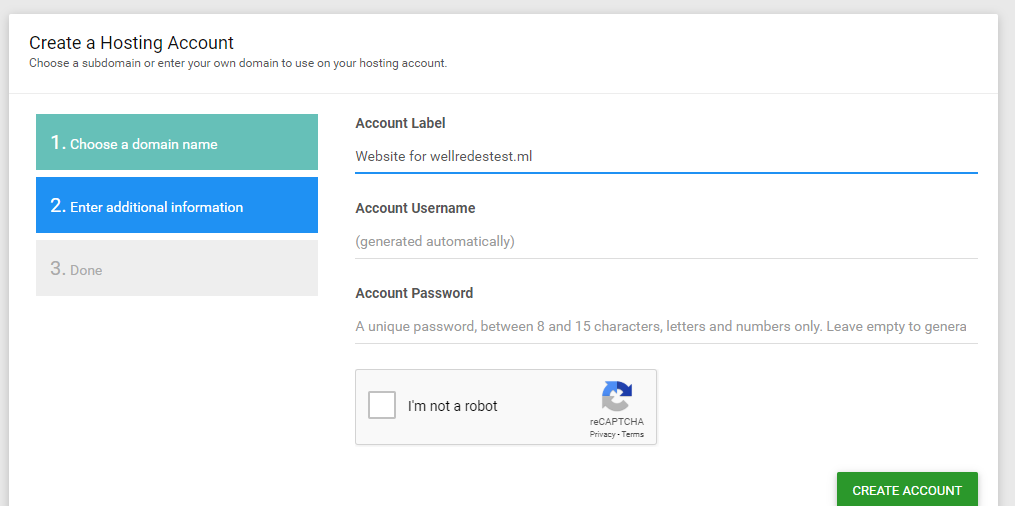 Create a Hosting Account
Choose a subdomain or enter your own domain to use on your hosting account.
1. Choose a domain name
2. Enter additional information
3. Done
Account Label
Website for wellredestest.ml
Account Username
(generated automatically)
Account Password
A unique password, between 8 and 15 characters, letters and numbers only. Leave empty to genera
I'm not a robot
reCAPTCHA
Privacy - Terms
CREATE ACCOUNT